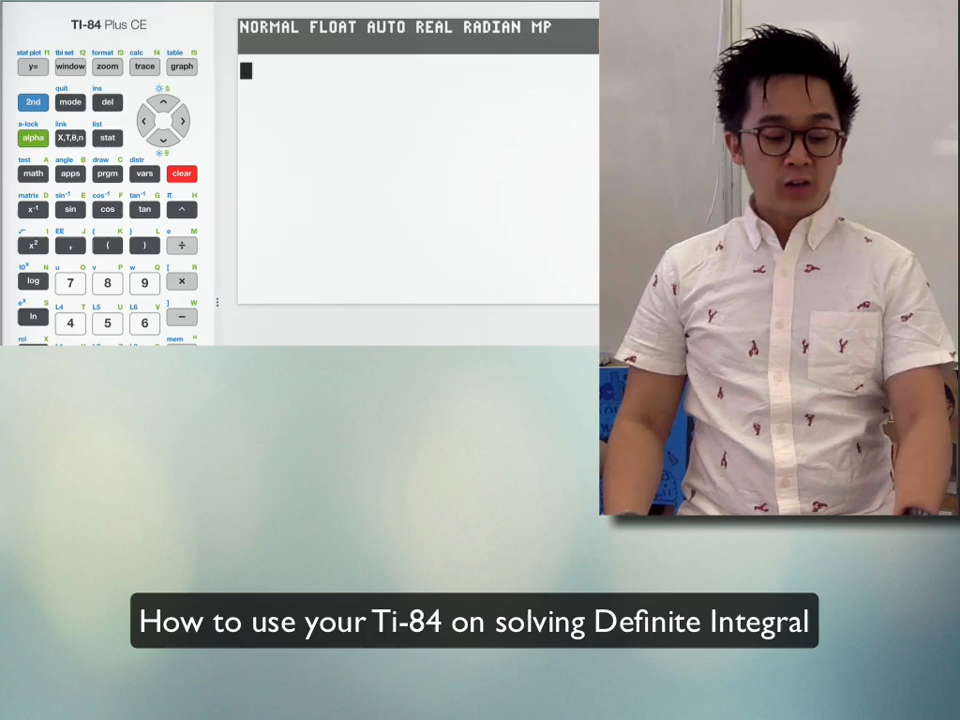 TI-84 Plus CE
NORMAL FLOAT AUTO REAL RADIAN MP
stat plot f1 tbl set f2 format f3 calc f4 table f5
y= window zoom trace graph
quit ins
2nd mode del
a-lock link list
alpha X,T,θ,n stat
test A angle B draw C distr
math apps prgm vars clear
matrix D sin⁻¹ E cos⁻¹ F tan⁻¹ G π H
x⁻¹ sin cos tan ^
√ I EE J { K } L e M
x² , ( ) ÷
10ˣ N u O v P w Q [ R
log 7 8 9 ×
eˣ S L4 T L5 U L6 V ] W
ln 4 5 6 −
rcl X mem "
How to use your Ti-84 on solving Definite Integral